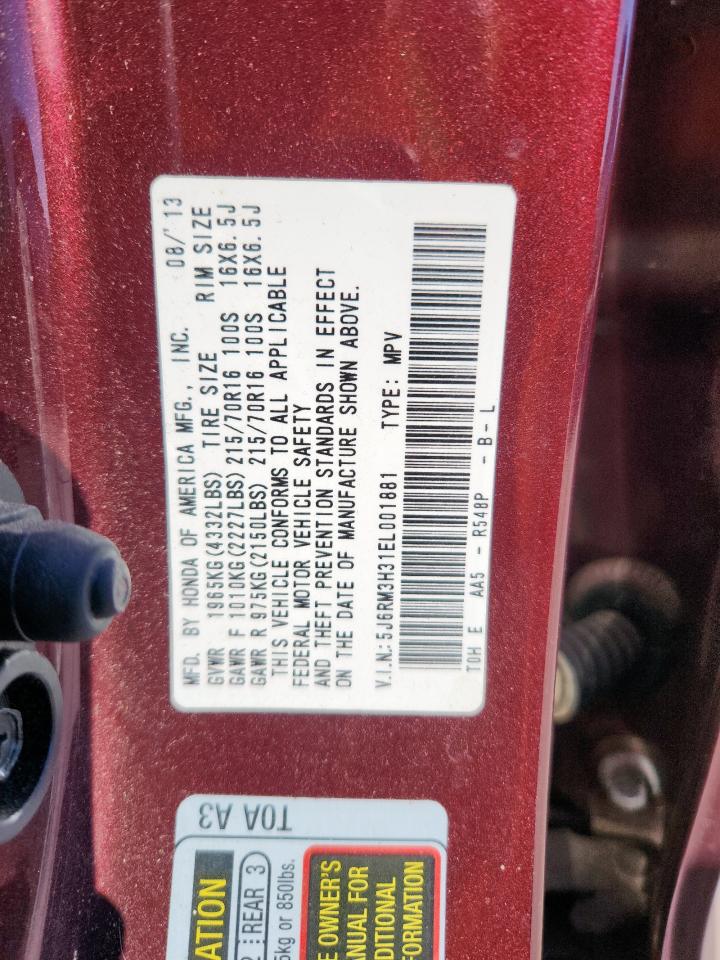 MFD. BY HONDA OF AMERICA MFG., INC. 08/'13
GVWR 1965KG(4332LBS) TIRE SIZE RIM SIZE
GAWR F 1010KG(2227LBS) 215/70R16 100S 16X6.5J
GAWR R 975KG(2150LBS) 215/70R16 100S 16X6.5J
THIS VEHICLE CONFORMS TO ALL APPLICABLE
FEDERAL MOTOR VEHICLE SAFETY
AND THEFT PREVENTION STANDARDS IN EFFECT
ON THE DATE OF MANUFACTURE SHOWN ABOVE.
V.I.N.:5J6RM3H31EL001881 TYPE: MPV
TOH E AA5 - R548P - B - L
T0A A3
ATION
2 REAR 3
5kg or 850lbs.
E OWNER'S
ANUAL FOR
DITIONAL
FORMATION